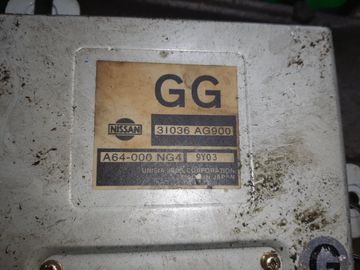 GG
NISSAN
31036 AG900
A64-000 NG4 9Y03
UNISIA JECS CORPORATION
MADE IN JAPAN
G